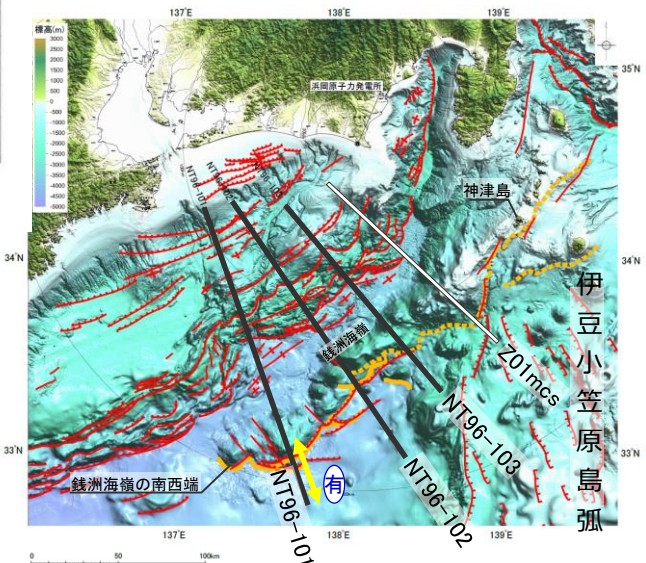 137˚E
138˚E
139˚E
標高(m)
3000
2500
2000
1500
1000
500
0
-500
-1000
-1500
-2000
-2500
-3000
-3500
-4000
-4500
-5000
浜岡原子力発電所
35˚N
NT96-101
神津島
34˚N
34˚N
伊豆小笠原島弧
銭洲海嶺
Z01mcs
NT96-103
33˚N
33˚N
銭洲海嶺の南西端
有
NT96-101
NT96-102
137˚E
138˚E
139˚E
0 50 100km